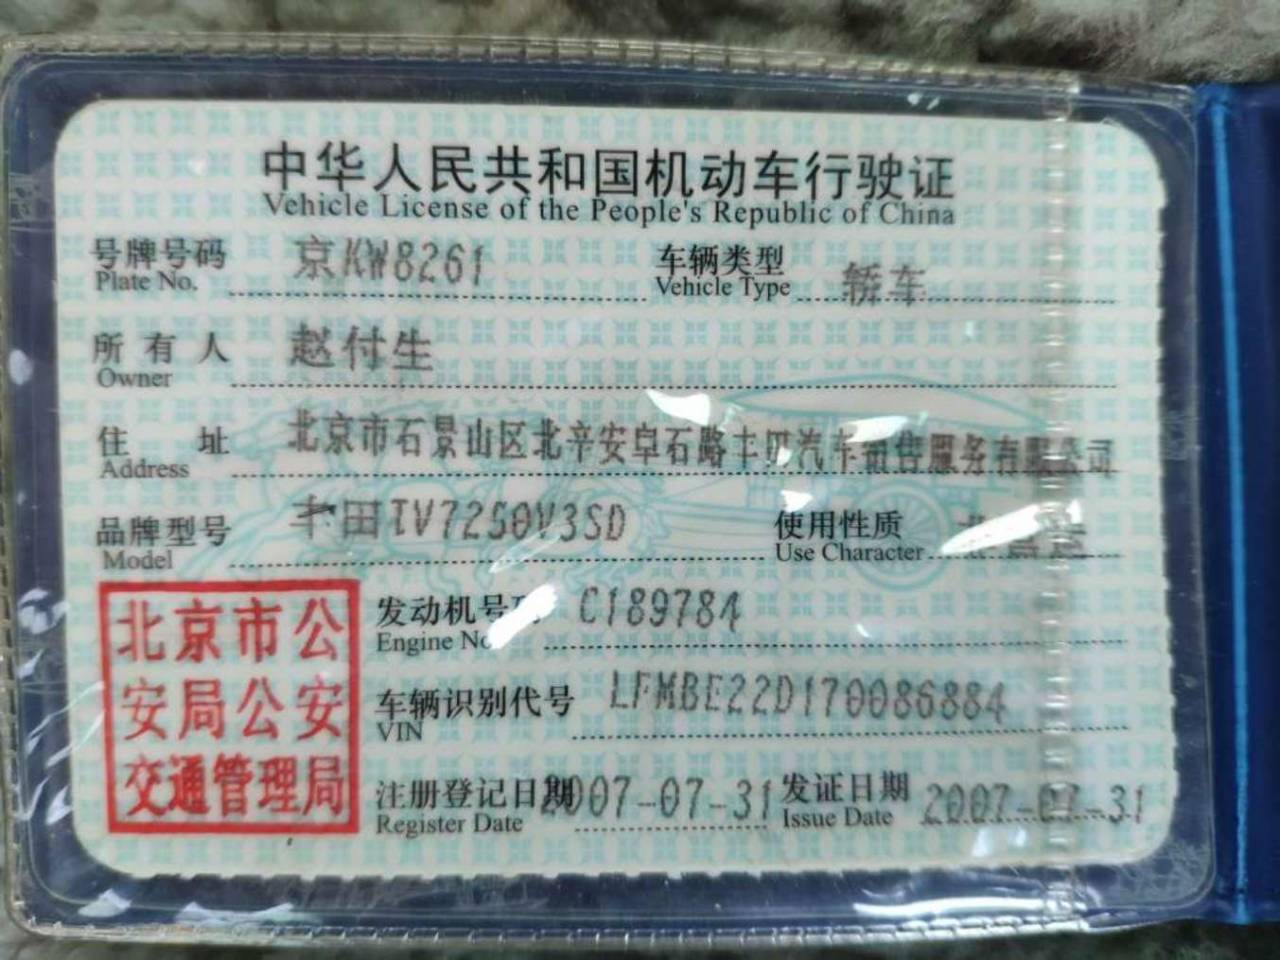 中华人民共和国机动车行驶证
Vehicle License of the People's Republic of China
号牌号码 京KW8261 车辆类型 轿车
Plate No. Vehicle Type
所有人 赵付生
Owner
住址 北京市石景山区北辛安阜石路丰 汽车销售服务有限公司
Address
品牌型号 丰田TV7250V3SD 使用性质
Model Use Character
发动机号码 C189784
Engine No.
车辆识别代号 LFMBE22D170086884
VIN
注册登记日期 2007-07-31 发证日期 2007-07-31
Register Date Issue Date
北京市公
安局公安
交通管理局